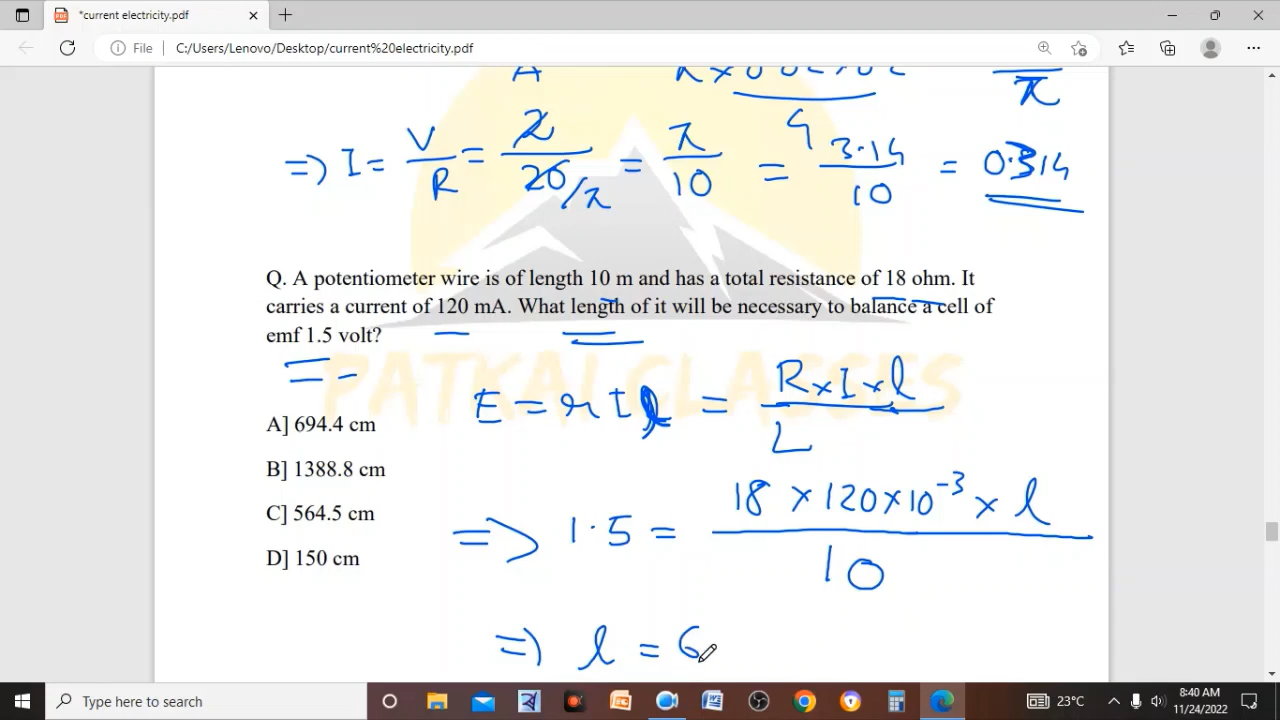 *current electricity.pdf
File C:/Users/Lenovo/Desktop/current%20electricity.pdf
A π
=> I = V/R = 2/20/π = π/10 = 3.14/10 = 0.314
Q. A potentiometer wire is of length 10 m and has a total resistance of 18 ohm. It
carries a current of 120 mA. What length of it will be necessary to balance a cell of
emf 1.5 volt?
PATKAI CLASSES
E = r I l = R × I × l / L
A] 694.4 cm
B] 1388.8 cm
=> 1.5 = 18 × 120 × 10⁻³ × l / 10
C] 564.5 cm
D] 150 cm
=> l = 6
Type here to search
23°C
8:40 AM
11/24/2022